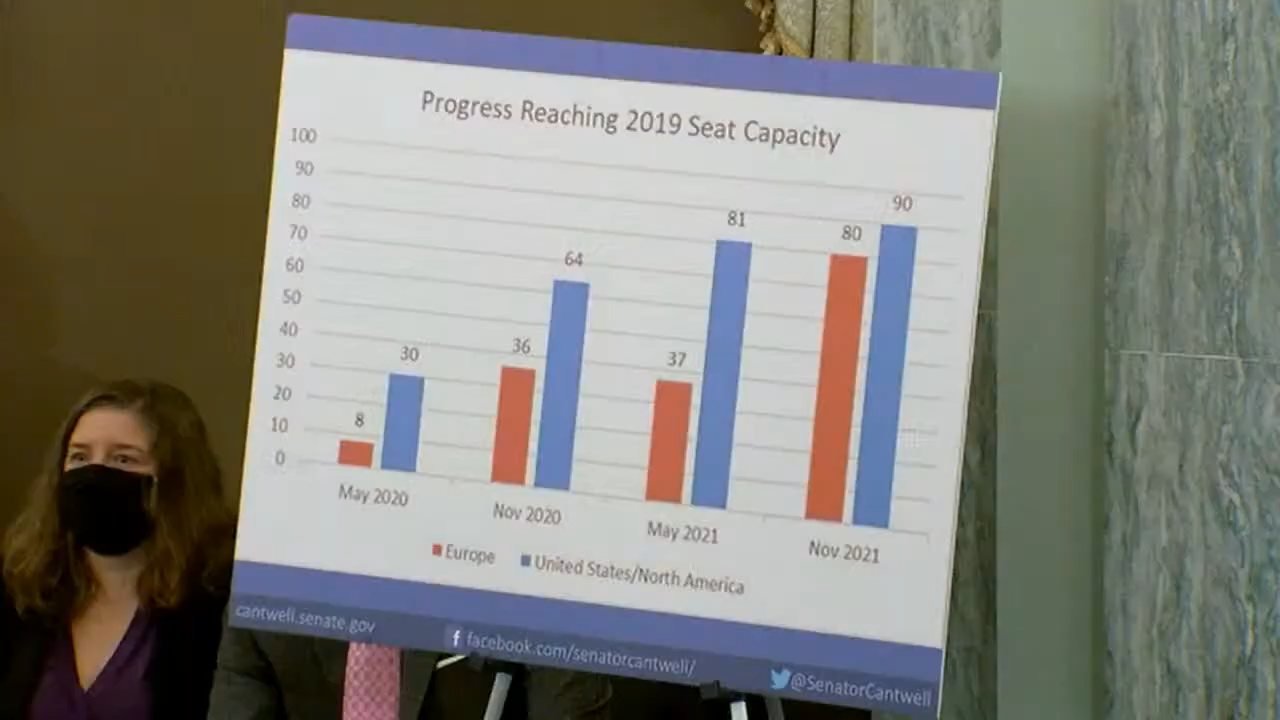 Progress Reaching 2019 Seat Capacity
100
90
80
70
60
50
40
30
20
10
0
8
30
36
64
37
81
80
90
May 2020
Nov 2020
May 2021
Nov 2021
Europe
United States/North America
cantwell.senate.gov
f facebook.com/senatorcantwell/
@SenatorCantwell